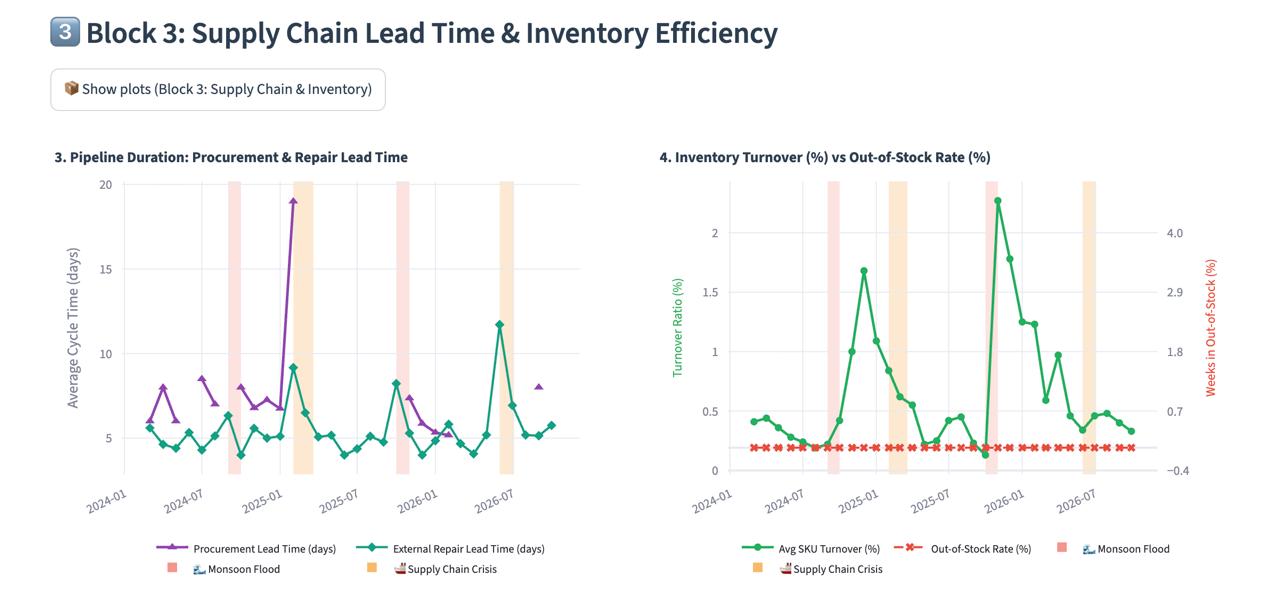 3 Block 3: Supply Chain Lead Time & Inventory Efficiency
📦 Show plots (Block 3: Supply Chain & Inventory)
3. Pipeline Duration: Procurement & Repair Lead Time
Average Cycle Time (days)
20
15
10
5
2024-01
2024-07
2025-01
2025-07
2026-01
2026-07
Procurement Lead Time (days)
External Repair Lead Time (days)
🌊 Monsoon Flood
🚢 Supply Chain Crisis
4. Inventory Turnover (%) vs Out-of-Stock Rate (%)
Turnover Ratio (%)
2
1.5
1
0.5
0
4.0
2.9
1.8
0.7
−0.4
Weeks in Out-of-Stock (%)
2024-01
2024-07
2025-01
2025-07
2026-01
2026-07
Avg SKU Turnover (%)
Out-of-Stock Rate (%)
🌊 Monsoon Flood
🚢 Supply Chain Crisis